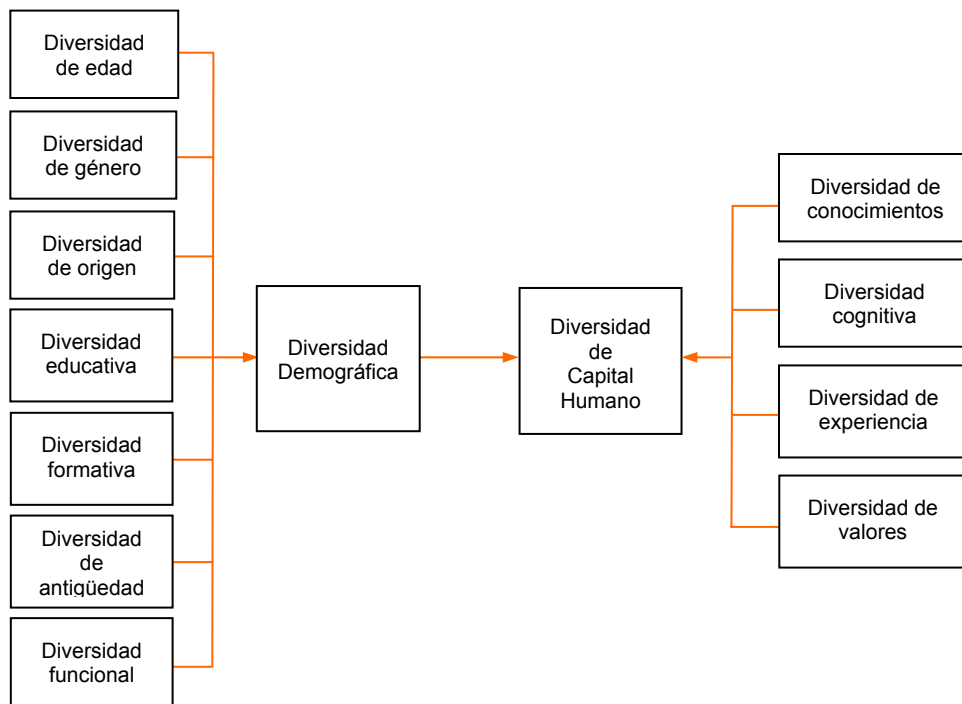 Diversidad
de edad
Diversidad
de género
Diversidad
de origen
Diversidad
educativa
Diversidad
formativa
Diversidad
de
antigüedad
Diversidad
funcional
Diversidad
Demográfica
Diversidad
de
Capital
Humano
Diversidad de
conocimientos
Diversidad
cognitiva
Diversidad de
experiencia
Diversidad de
valores